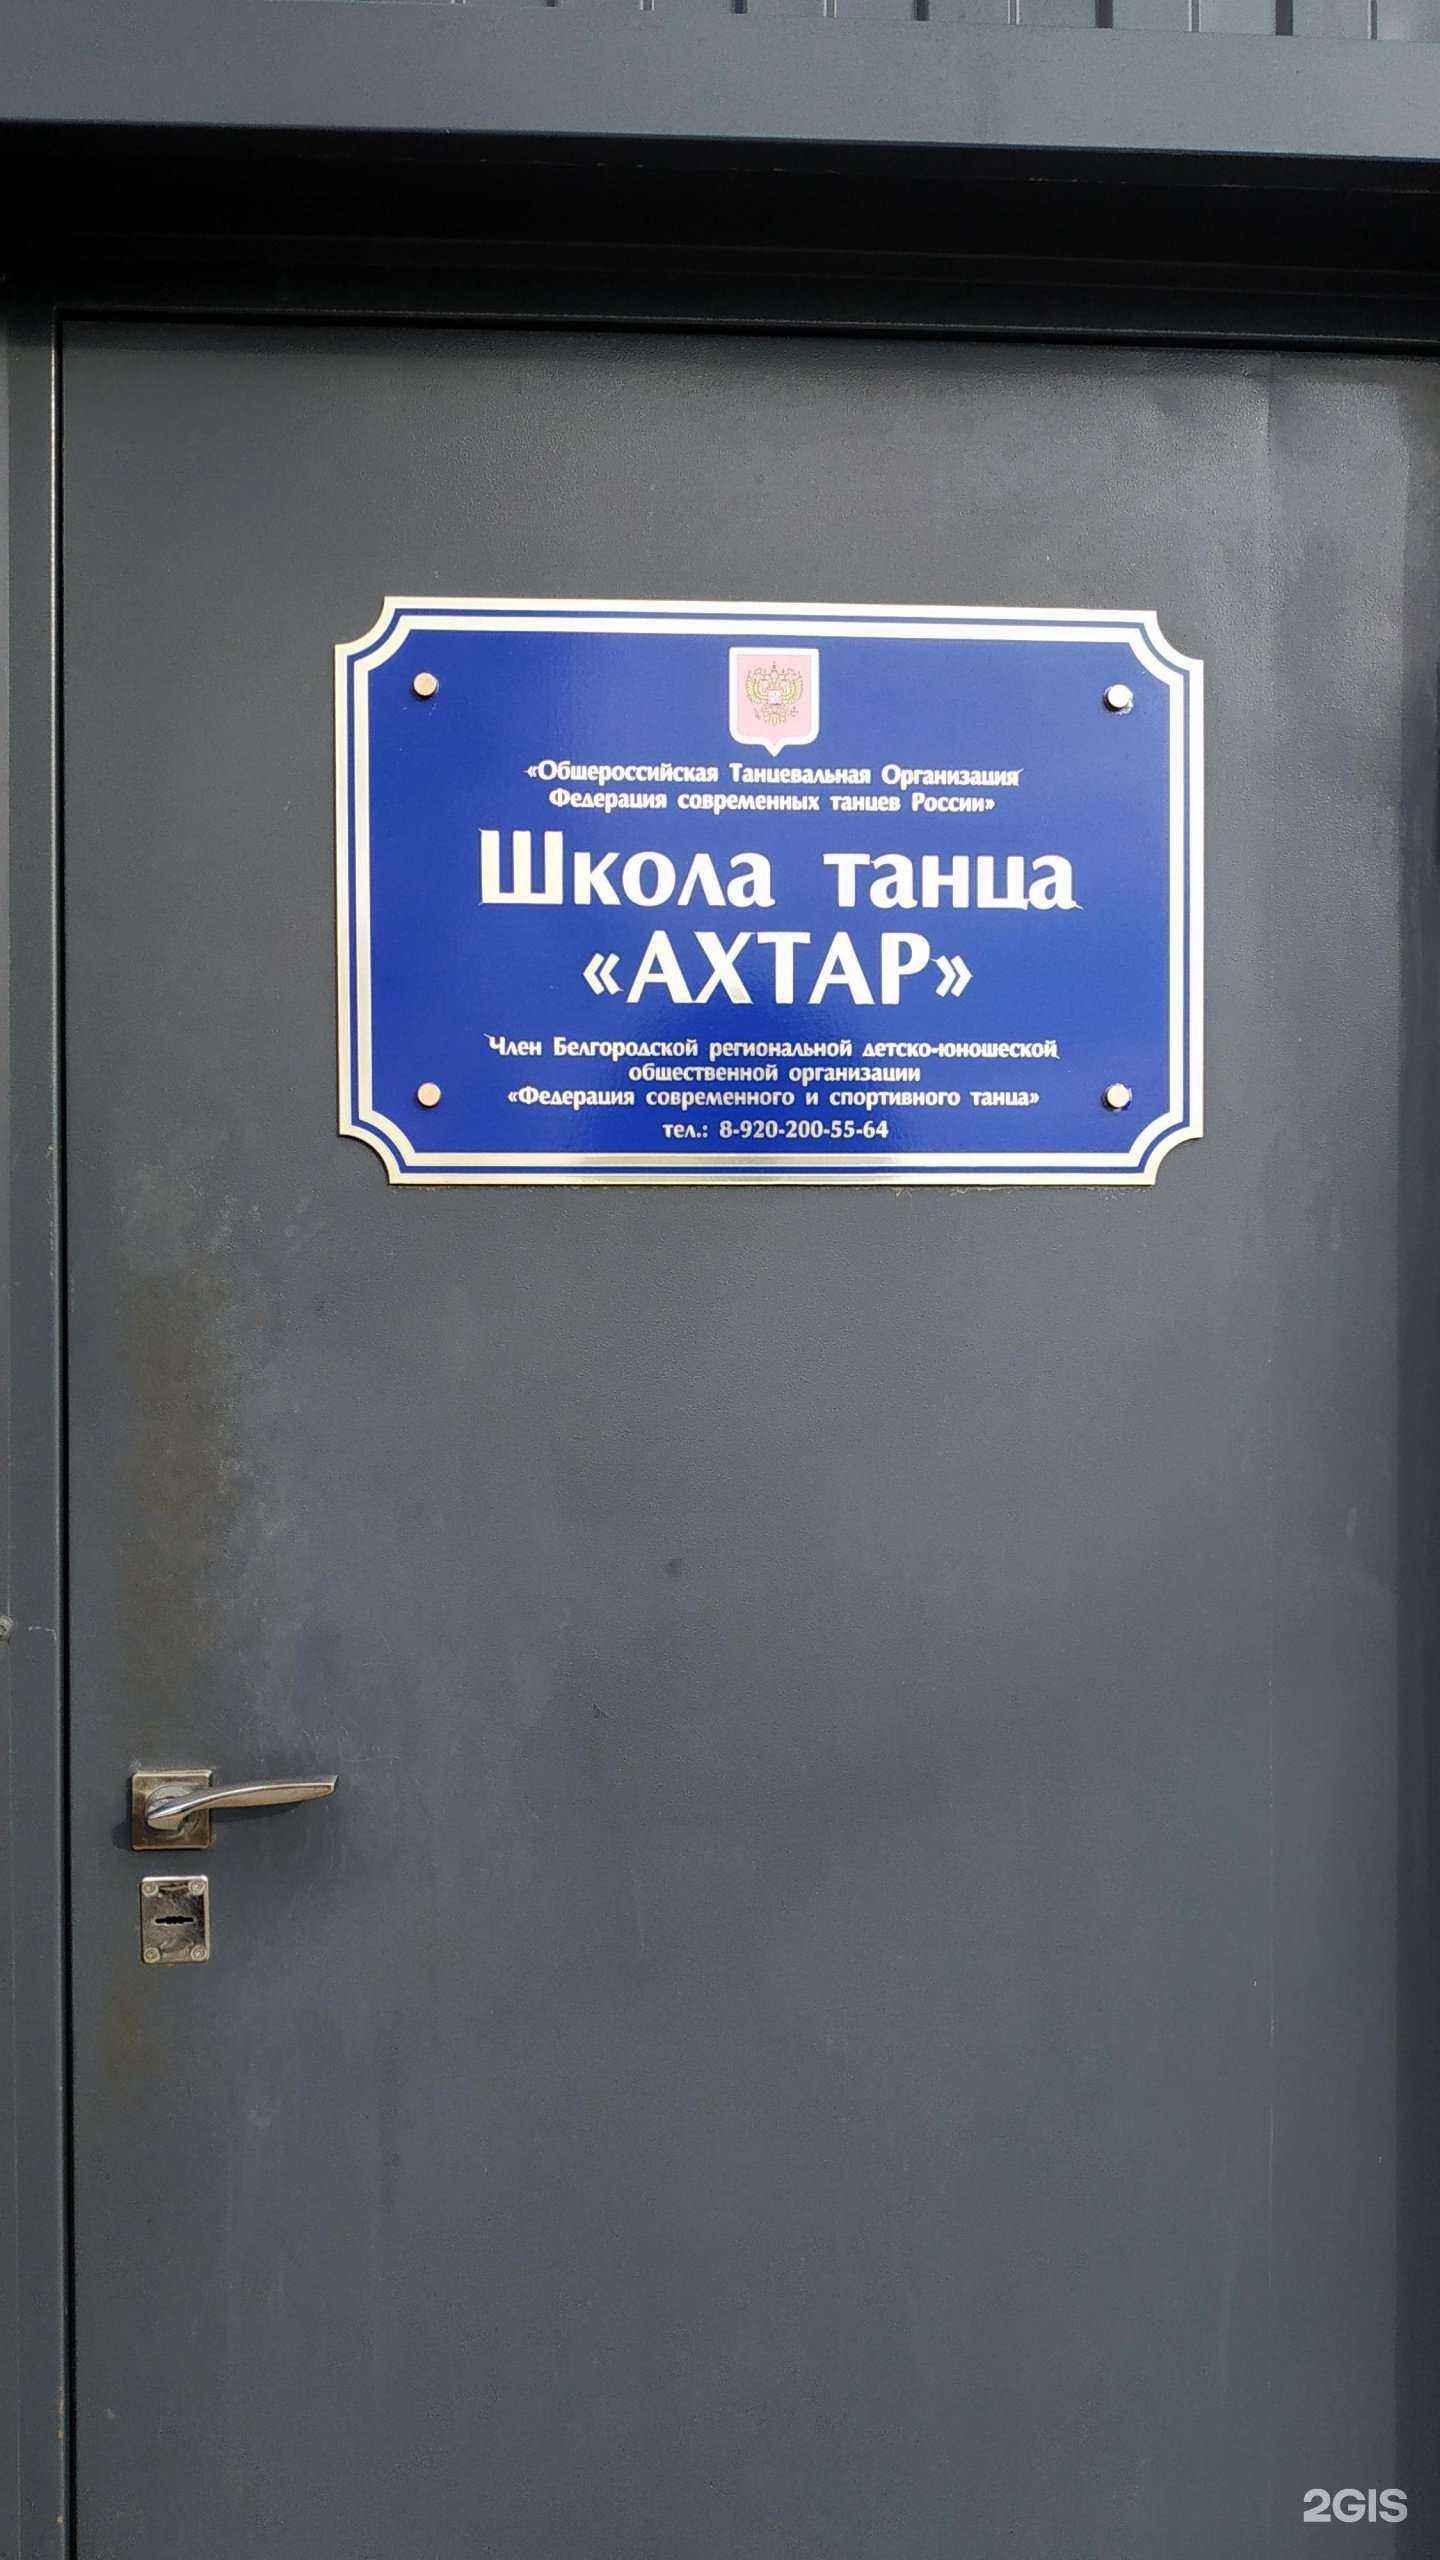 «Общероссийская Танцевальная Организация
Федерация современных танцев России»
Школа танца
«АХТАР»
Член Белгородской региональной детско-юношеской
общественной организации
«Федерация современного и спортивного танца»
тел.: 8-920-200-55-64
2GIS